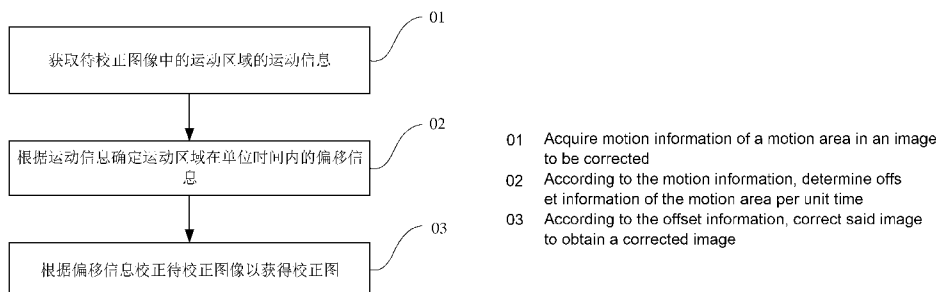 01
获取待校正图像中的运动区域的运动信息
02
根据运动信息确定运动区域在单位时间内的偏移信
息
03
根据偏移信息校正待校正图像以获得校正图
01 Acquire motion information of a motion area in an image
to be corrected
02 According to the motion information, determine offs
et information of the motion area per unit time
03 According to the offset information, correct said image
to obtain a corrected image